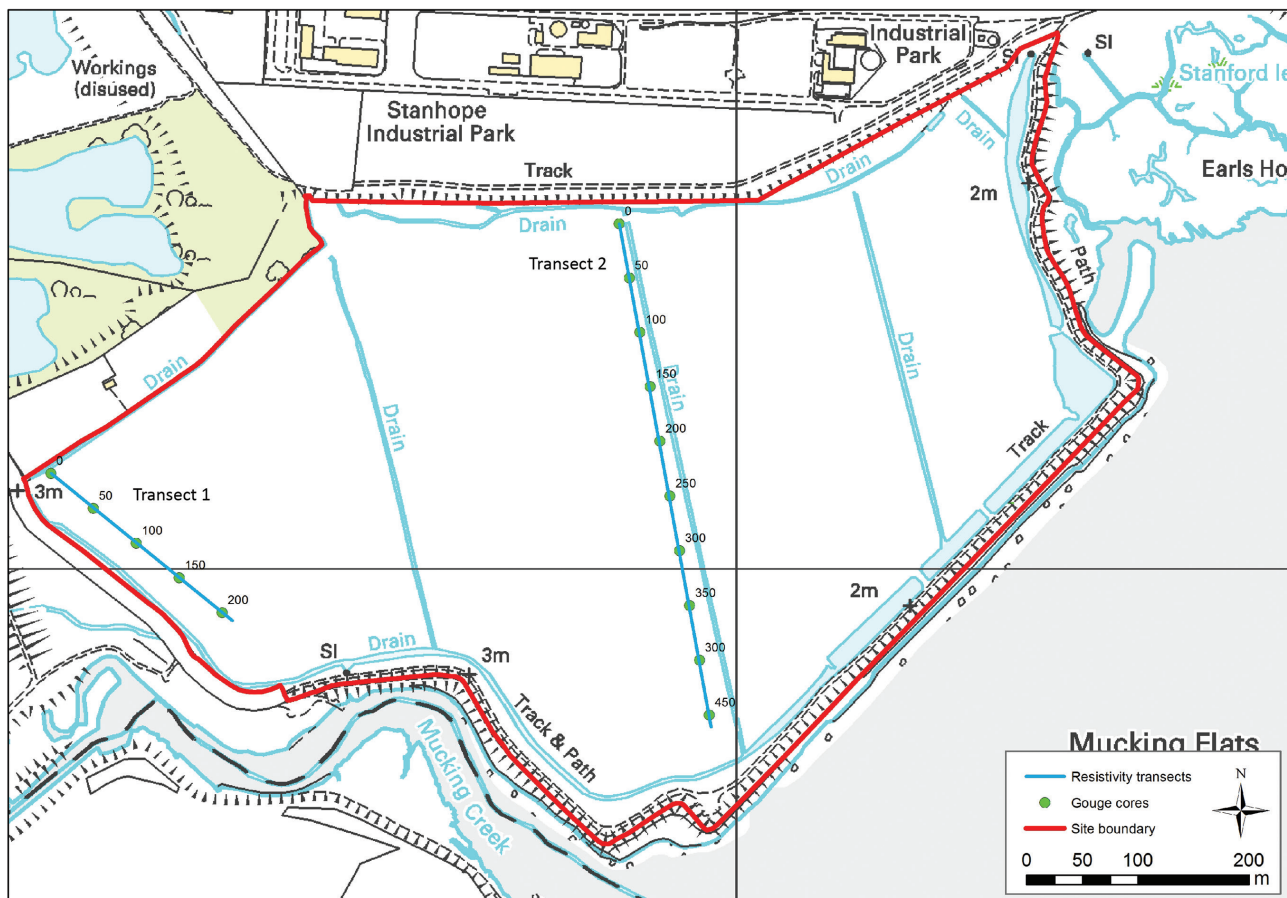 Workings
(disused)
Stanhope
Industrial Park
Industrial
Park
SI
SI
Stanford le
Earls Ho
Track
Drain
Drain
Drain
2m
Path
Transect 2
0
50
100
150
200
250
300
350
300
450
Drain
Drain
Drain
Drain
Track
3m
Transect 1
0
50
100
150
200
2m
SI
Drain
3m
Track & Path
Mucking Creek
Mucking Flats
Resistivity transects
Gouge cores
Site boundary
N
0 50 100 200
m